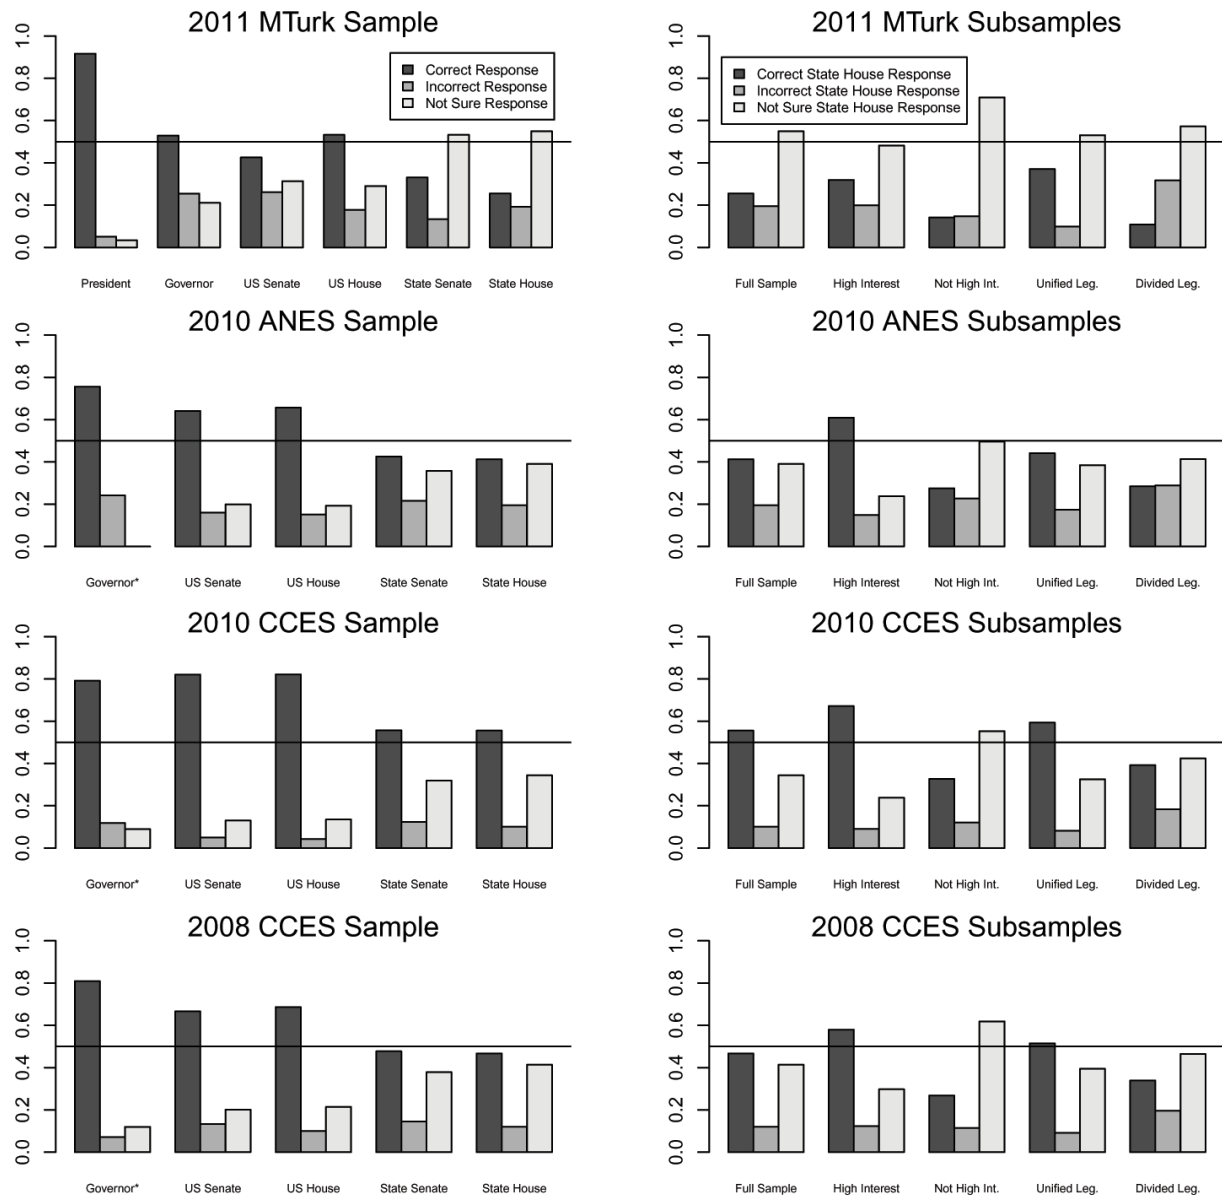 2011 MTurk Sample
1.0
0.8
0.6
0.4
0.2
0.0
Correct Response
Incorrect Response
Not Sure Response
President Governor US Senate US House State Senate State House
2011 MTurk Subsamples
1.0
0.8
0.6
0.4
0.2
0.0
Correct State House Response
Incorrect State House Response
Not Sure State House Response
Full Sample High Interest Not High Int. Unified Leg. Divided Leg.
2010 ANES Sample
1.0
0.8
0.6
0.4
0.2
0.0
Governor* US Senate US House State Senate State House
2010 ANES Subsamples
1.0
0.8
0.6
0.4
0.2
0.0
Full Sample High Interest Not High Int. Unified Leg. Divided Leg.
2010 CCES Sample
1.0
0.8
0.6
0.4
0.2
0.0
Governor* US Senate US House State Senate State House
2010 CCES Subsamples
1.0
0.8
0.6
0.4
0.2
0.0
Full Sample High Interest Not High Int. Unified Leg. Divided Leg.
2008 CCES Sample
1.0
0.8
0.6
0.4
0.2
0.0
Governor* US Senate US House State Senate State House
2008 CCES Subsamples
1.0
0.8
0.6
0.4
0.2
0.0
Full Sample High Interest Not High Int. Unified Leg. Divided Leg.